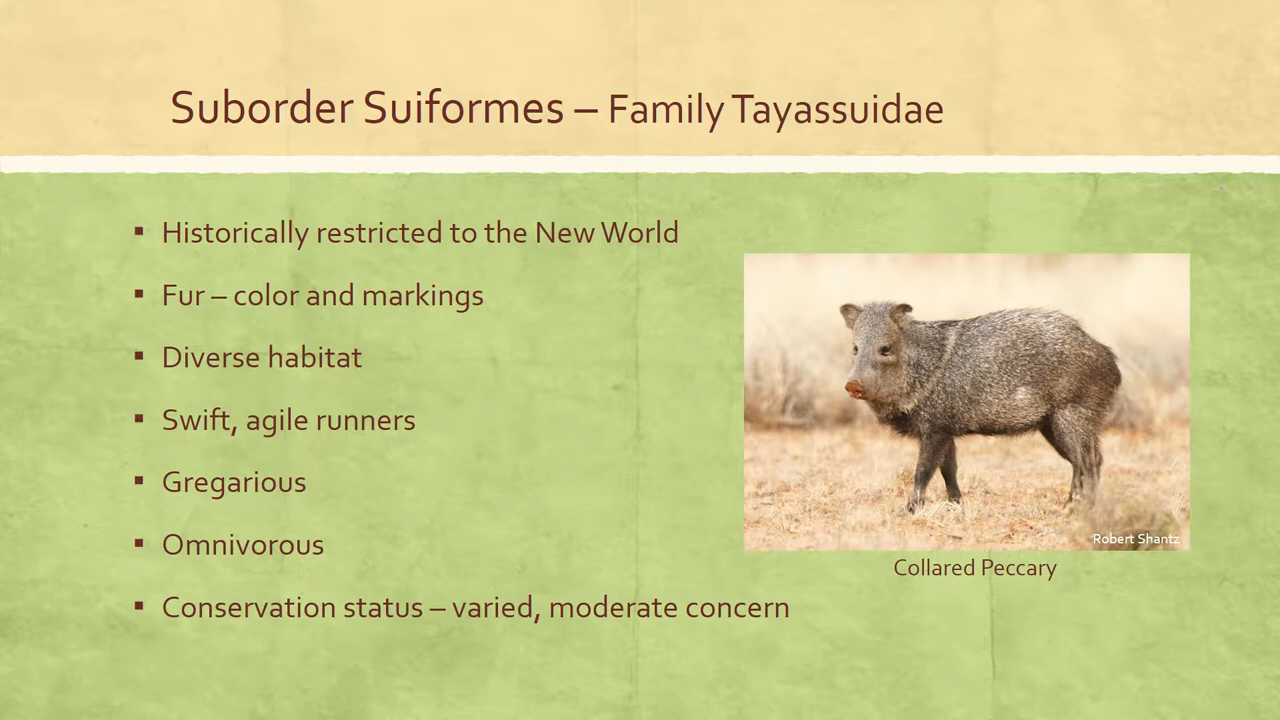 Suborder Suiformes – Family Tayassuidae
▪ Historically restricted to the New World
▪ Fur – color and markings
▪ Diverse habitat
▪ Swift, agile runners
▪ Gregarious
▪ Omnivorous
▪ Conservation status – varied, moderate concern
Robert Shantz
Collared Peccary